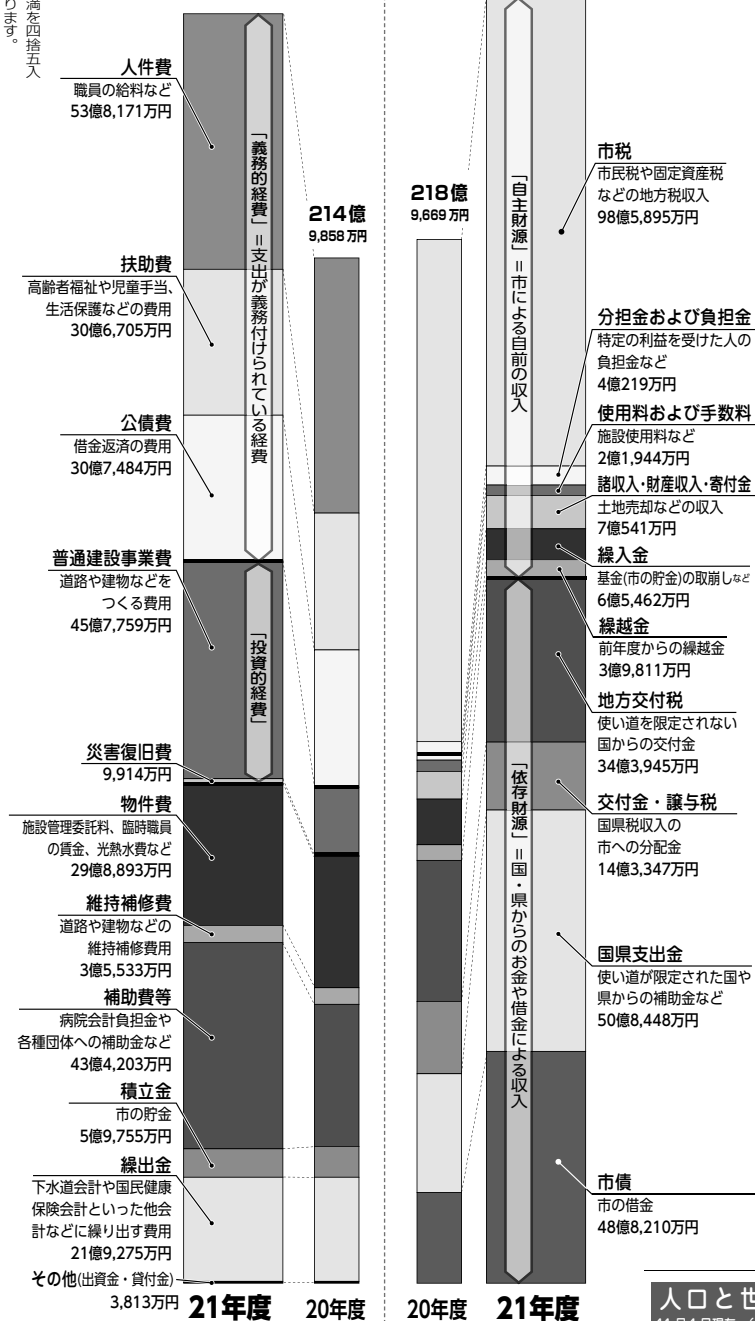 満を四捨五入
ります。
人件費
職員の給料など
53億8,171万円
扶助費
高齢者福祉や児童手当、
生活保護などの費用
30億6,705万円
公債費
借金返済の費用
30億7,484万円
普通建設事業費
道路や建物などを
つくる費用
45億7,759万円
災害復旧費
9,914万円
物件費
施設管理委託料、臨時職員
の賃金、光熱水費など
29億8,893万円
維持補修費
道路や建物などの
維持補修費用
3億5,533万円
補助費等
病院会計負担金や
各種団体への補助金など
43億4,203万円
積立金
市の貯金
5億9,755万円
繰出金
下水道会計や国民健康
保険会計といった他会
計などに繰り出す費用
21億9,275万円
その他(出資金・貸付金)
3,813万円
「義務的経費」=支出が義務付けられている経費
「投資的経費」
21年度
214億
9,858万円
20年度
218億
9,669万円
20年度
「自主財源」=市による自前の収入
「依存財源」=国・県からのお金や借金による収入
21年度
市税
市民税や固定資産税
などの地方税収入
98億5,895万円
分担金および負担金
特定の利益を受けた人の
負担金など
4億219万円
使用料および手数料
施設使用料など
2億1,944万円
諸収入・財産収入・寄付金
土地売却などの収入
7億541万円
繰入金
基金(市の貯金)の取崩しなど
6億5,462万円
繰越金
前年度からの繰越金
3億9,811万円
地方交付税
使い道を限定されない
国からの交付金
34億3,945万円
交付金・譲与税
国県税収入の
市への分配金
14億3,347万円
国県支出金
使い道が限定された国や
県からの補助金など
50億8,448万円
市債
市の借金
48億8,210万円
人口と世